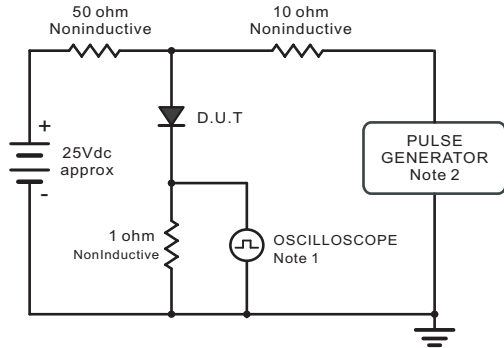 50 ohm
Noninductive
10 ohm
Noninductive
D.U.T
+
25Vdc
approx
-
PULSE
GENERATOR
Note 2
1 ohm
NonInductive
OSCILLOSCOPE
Note 1